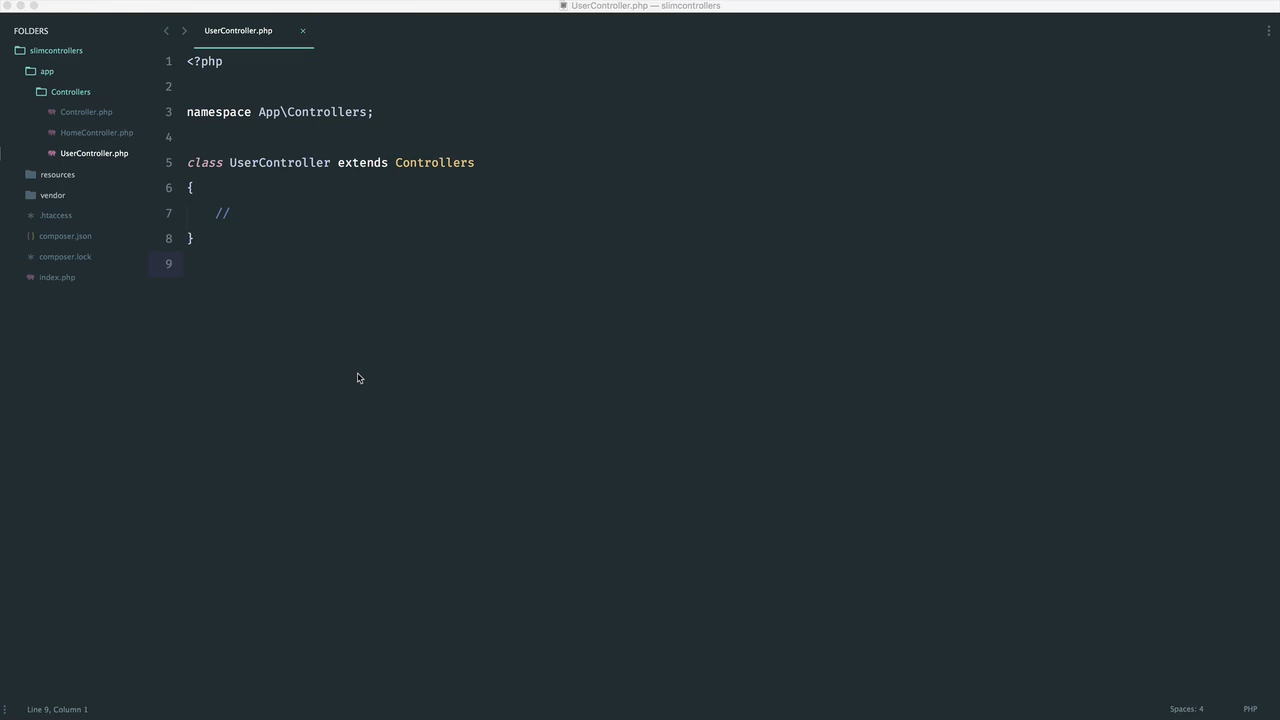 UserController.php — slimcontrollers
FOLDERS
slimcontrollers
app
Controllers
Controller.php
HomeController.php
UserController.php
resources
vendor
.htaccess
composer.json
composer.lock
index.php
UserController.php ×
1 <?php
2
3 namespace App\Controllers;
4
5 class UserController extends Controllers
6 {
7     //
8 }
9
Line 9, Column 1
Spaces: 4
PHP